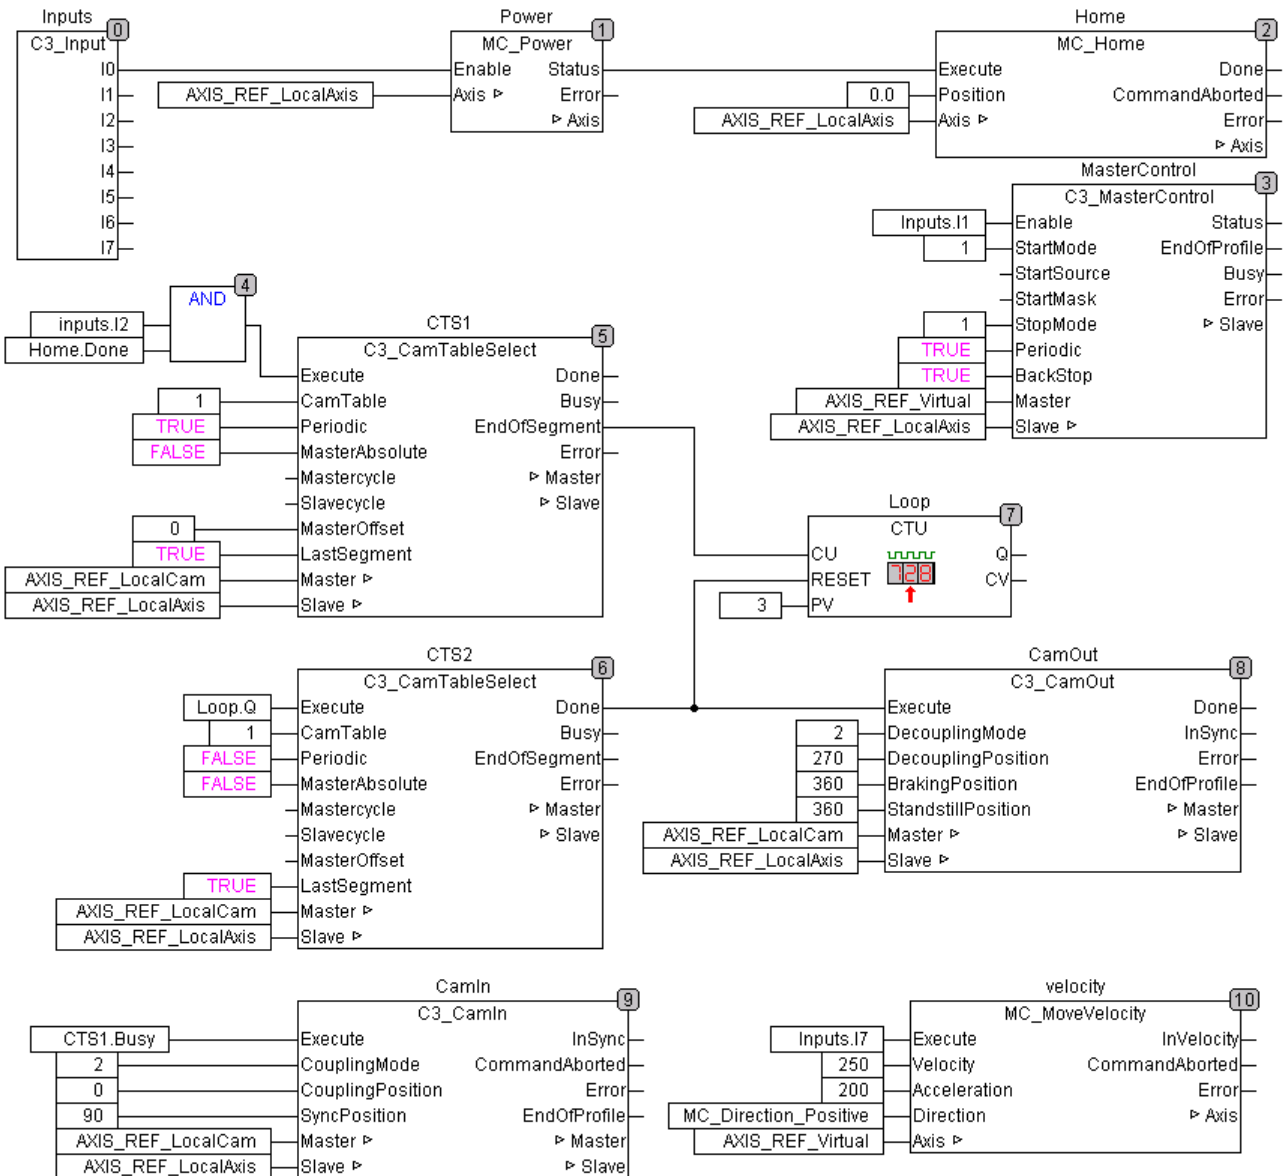 Inputs
0
C3_Input
I0
I1
I2
I3
I4
I5
I6
I7
Power
1
MC_Power
Enable Status
AXIS_REF_LocalAxis Axis Error
Axis
Home
2
MC_Home
Execute Done
0.0 Position CommandAborted
AXIS_REF_LocalAxis Axis Error
Axis
MasterControl
3
C3_MasterControl
Inputs.I1 Enable Status
1 StartMode EndOfProfile
StartSource Busy
StartMask Error
1 StopMode Slave
TRUE Periodic
TRUE BackStop
AXIS_REF_Virtual Master
AXIS_REF_LocalAxis Slave
4
AND
inputs.I2
Home.Done
CTS1
5
C3_CamTableSelect
Execute Done
1 CamTable Busy
TRUE Periodic EndOfSegment
FALSE MasterAbsolute Error
Mastercycle Master
Slavecycle Slave
0 MasterOffset
TRUE LastSegment
AXIS_REF_LocalCam Master
AXIS_REF_LocalAxis Slave
Loop
7
CTU
CU Q
RESET 728 CV
3 PV
CTS2
6
C3_CamTableSelect
Loop.Q Execute Done
1 CamTable Busy
FALSE Periodic EndOfSegment
FALSE MasterAbsolute Error
Mastercycle Master
Slavecycle Slave
MasterOffset
TRUE LastSegment
AXIS_REF_LocalCam Master
AXIS_REF_LocalAxis Slave
CamOut
8
C3_CamOut
Execute Done
2 DecouplingMode InSync
270 DecouplingPosition Error
360 BrakingPosition EndOfProfile
360 StandstillPosition Master
AXIS_REF_LocalCam Master Slave
AXIS_REF_LocalAxis Slave
CamIn
9
C3_CamIn
CTS1.Busy Execute InSync
2 CouplingMode CommandAborted
0 CouplingPosition Error
90 SyncPosition EndOfProfile
AXIS_REF_LocalCam Master Master
AXIS_REF_LocalAxis Slave Slave
velocity
10
MC_MoveVelocity
Inputs.I7 Execute InVelocity
250 Velocity CommandAborted
200 Acceleration Error
MC_Direction_Positive Direction Axis
AXIS_REF_Virtual Axis